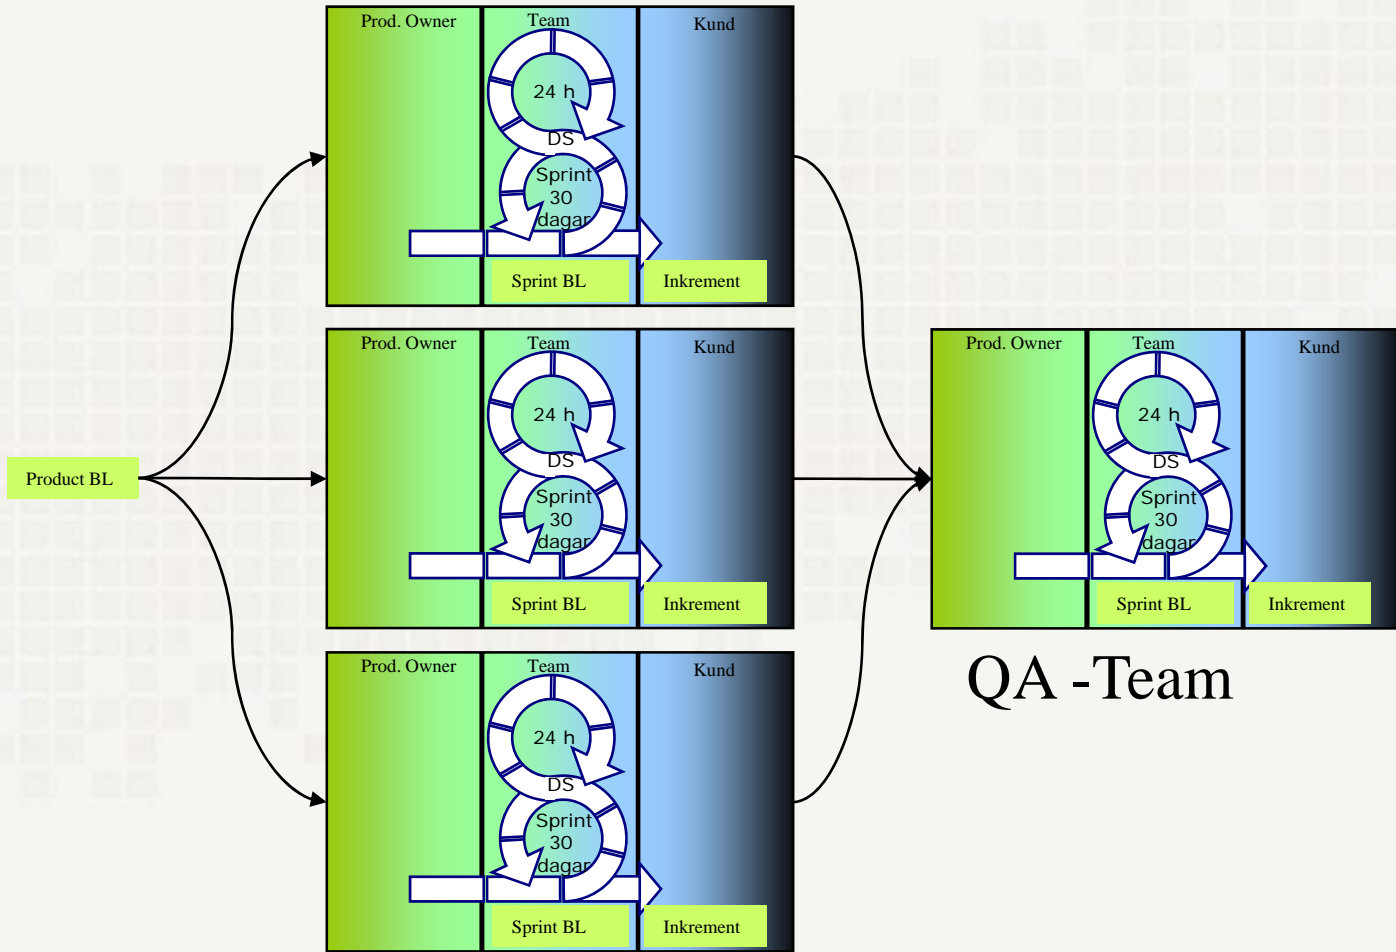 Prod. Owner
Team
Kund
24 h
DS
Sprint
30
dagar
Sprint BL
Inkrement
Product BL
Prod. Owner
Team
Kund
24 h
DS
Sprint
30
dagar
Sprint BL
Inkrement
Prod. Owner
Team
Kund
24 h
DS
Sprint
30
dagar
Sprint BL
Inkrement
Prod. Owner
Team
Kund
24 h
DS
Sprint
30
dagar
Sprint BL
Inkrement
QA -Team